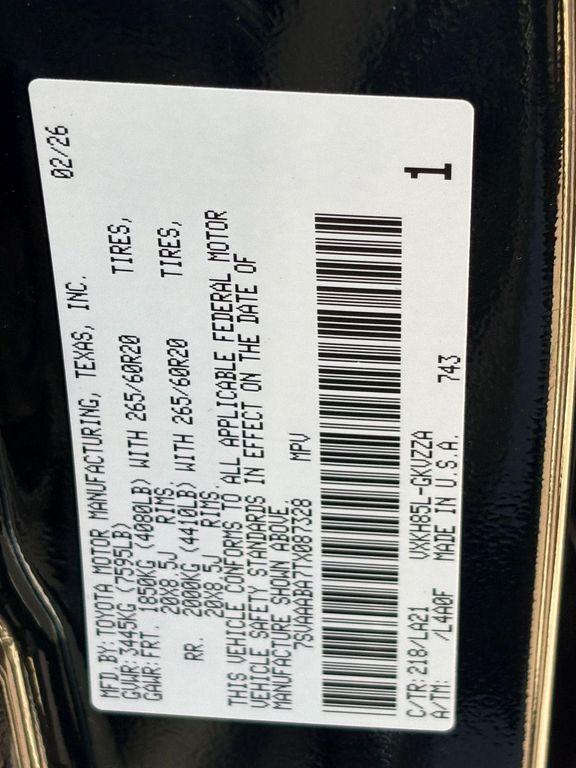 MFD.BY:TOYOTA MOTOR MANUFACTURING, TEXAS, INC. 02/26
GVWR:3445KG (7595LB)
GAWR:FRT. 1850KG (4080LB) WITH 265/60R20 TIRES,
20X8.5J RIMS,
RR. 2000KG (4410LB) WITH 265/60R20 TIRES,
20X8.5J RIMS.
THIS VEHICLE CONFORMS TO ALL APPLICABLE FEDERAL MOTOR
VEHICLE SAFETY STANDARDS IN EFFECT ON THE DATE OF
MANUFACTURE SHOWN ABOVE.
7SVAAABA7TX087328 MPV
C/TR:218/LA21 VXKH85L-GKVZZA
A/TM: /L4A0F MADE IN U.S.A. 743
1